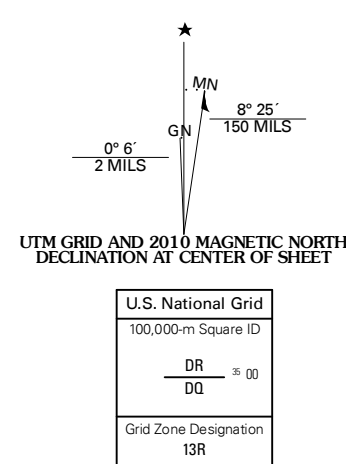 ★
MN
8° 25´
150 MILS
GN
0° 6´
2 MILS
UTM GRID AND 2010 MAGNETIC NORTH
DECLINATION AT CENTER OF SHEET
U.S. National Grid
100,000-m Square ID
DR
35 00
DQ
Grid Zone Designation
13R